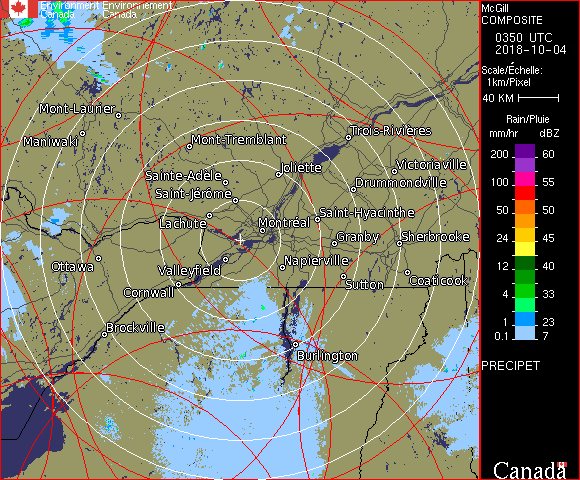 Environment Environnement
Canada Canada
McGill
COMPOSITE
0350 UTC
2018-10-04
Scale/Échelle:
1km/Pixel
40 KM
Rain/Pluie
mm/hr dBZ
200 60
100 55
50 50
24 45
12 40
4 33
1 23
0.1 7
PRECIPET
Canada
Mont-Laurier
Maniwaki
Mont-Tremblant
Trois-Rivières
Sainte-Adèle
Joliette
Victoriaville
Saint-Jérôme
Drummondville
Lachute
Montréal
Saint-Hyacinthe
Granby
Sherbrooke
Ottawa
Valleyfield
Napierville
Cornwall
Sutton
Coaticook
Brockville
Burlington